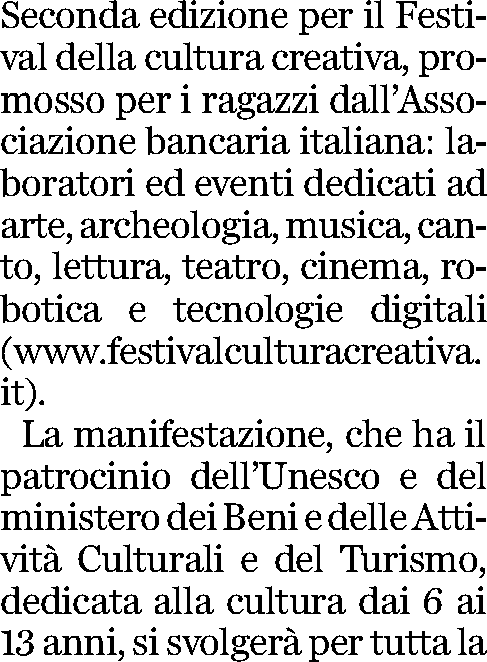 Seconda edizione per il Festi-
val della cultura creativa, pro-
mosso per i ragazzi dall'Asso-
ciazione bancaria italiana: la-
boratori ed eventi dedicati ad
arte, archeologia, musica, can-
to, lettura, teatro, cinema, ro-
botica e tecnologie digitali
(www.festivalculturacreativa.
it).
La manifestazione, che ha il
patrocinio dell'Unesco e del
ministero dei Beni e delle Atti-
vità Culturali e del Turismo,
dedicata alla cultura dai 6 ai
13 anni, si svolgerà per tutta la